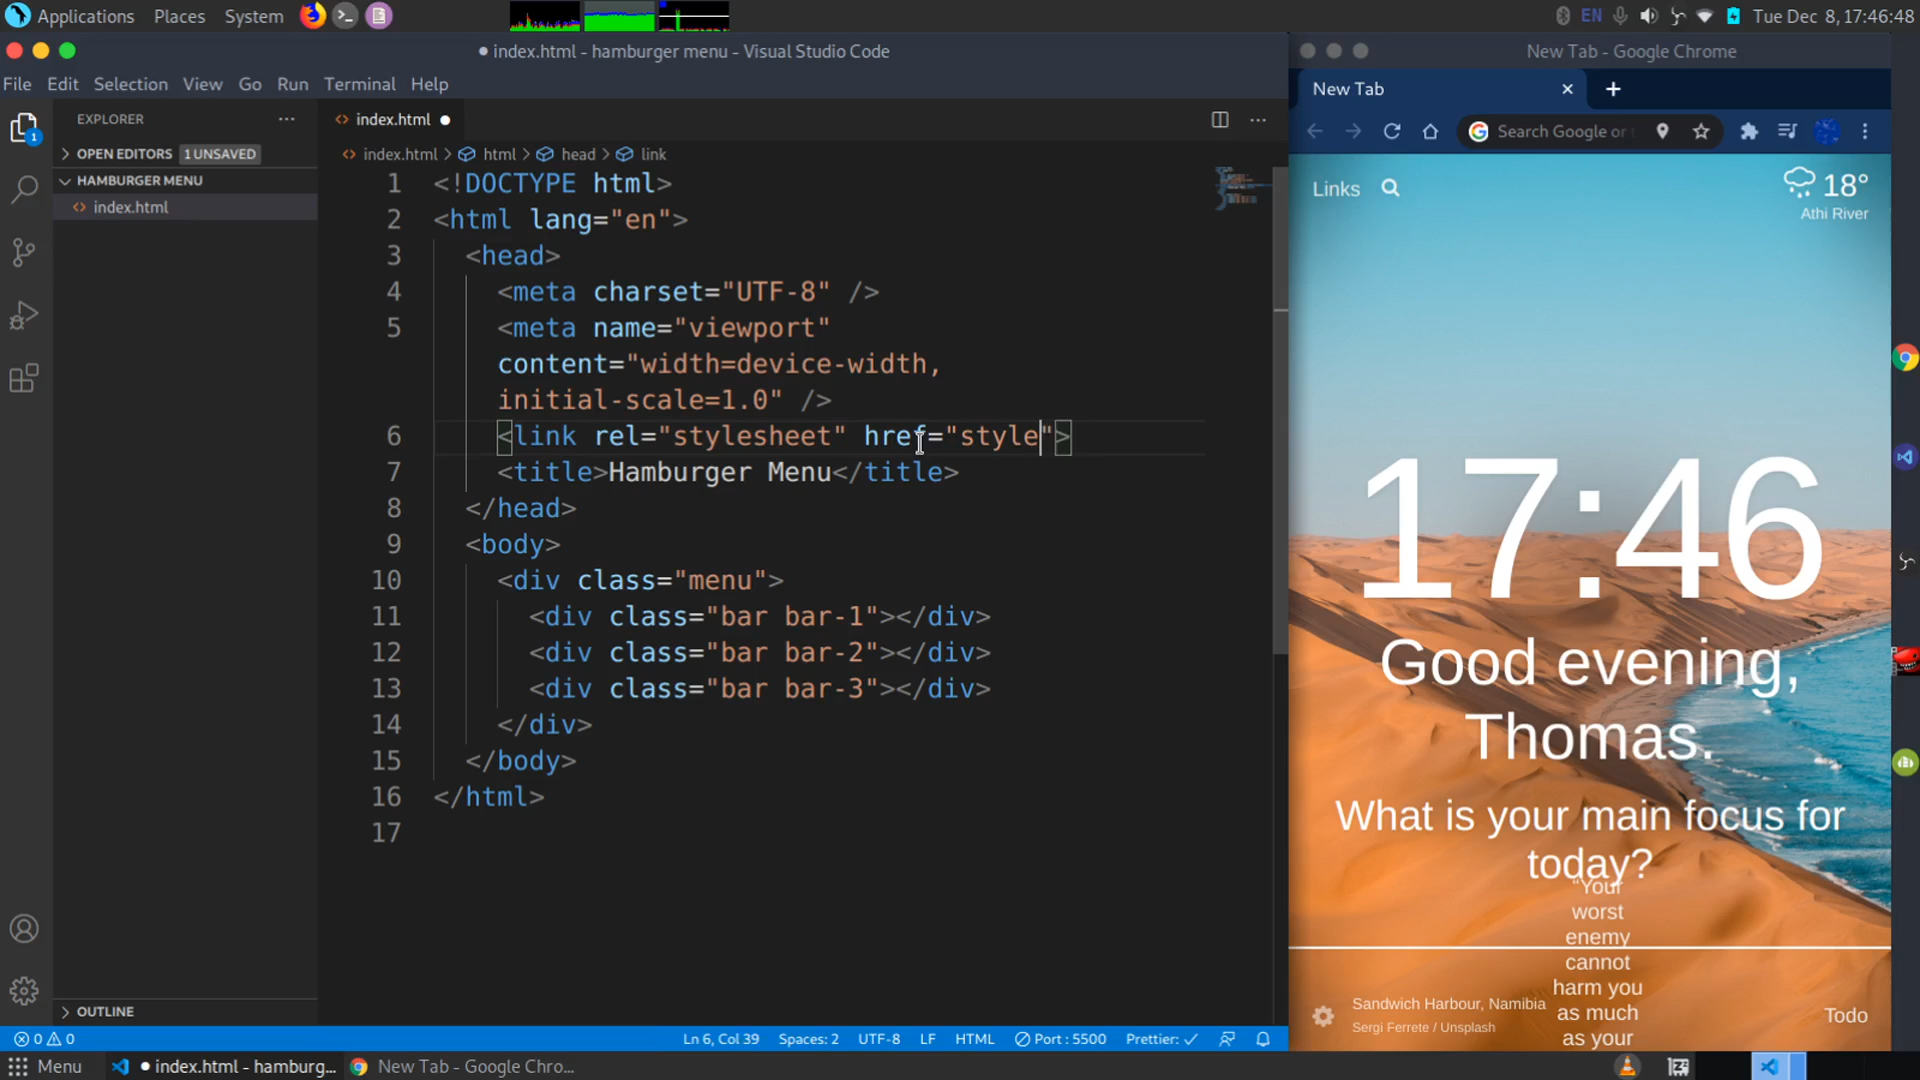 Applications Places System
EN Tue Dec 8, 17:46:48
● index.html - hamburger menu - Visual Studio Code
File Edit Selection View Go Run Terminal Help
EXPLORER
OPEN EDITORS 1 UNSAVED
HAMBURGER MENU
index.html
1
index.html ●
index.html > html > head > link
1 <!DOCTYPE html>
2 <html lang="en">
3 <head>
4 <meta charset="UTF-8" />
5 <meta name="viewport"
content="width=device-width,
initial-scale=1.0" />
6 <link rel="stylesheet" href="style">
7 <title>Hamburger Menu</title>
8 </head>
9 <body>
10 <div class="menu">
11 <div class="bar bar-1"></div>
12 <div class="bar bar-2"></div>
13 <div class="bar bar-3"></div>
14 </div>
15 </body>
16 </html>
17
OUTLINE
0 0 Ln 6, Col 39 Spaces: 2 UTF-8 LF HTML Port : 5500 Prettier: ✓
New Tab - Google Chrome
New Tab
Search Google or
Links
18°
Athi River
17:46
Good evening,
Thomas.
What is your main focus for
today?
"Your
worst
enemy
cannot
harm you
as much
as your
Sandwich Harbour, Namibia
Sergi Ferrete / Unsplash
Todo
Menu ● index.html - hamburg... New Tab - Google Chro...